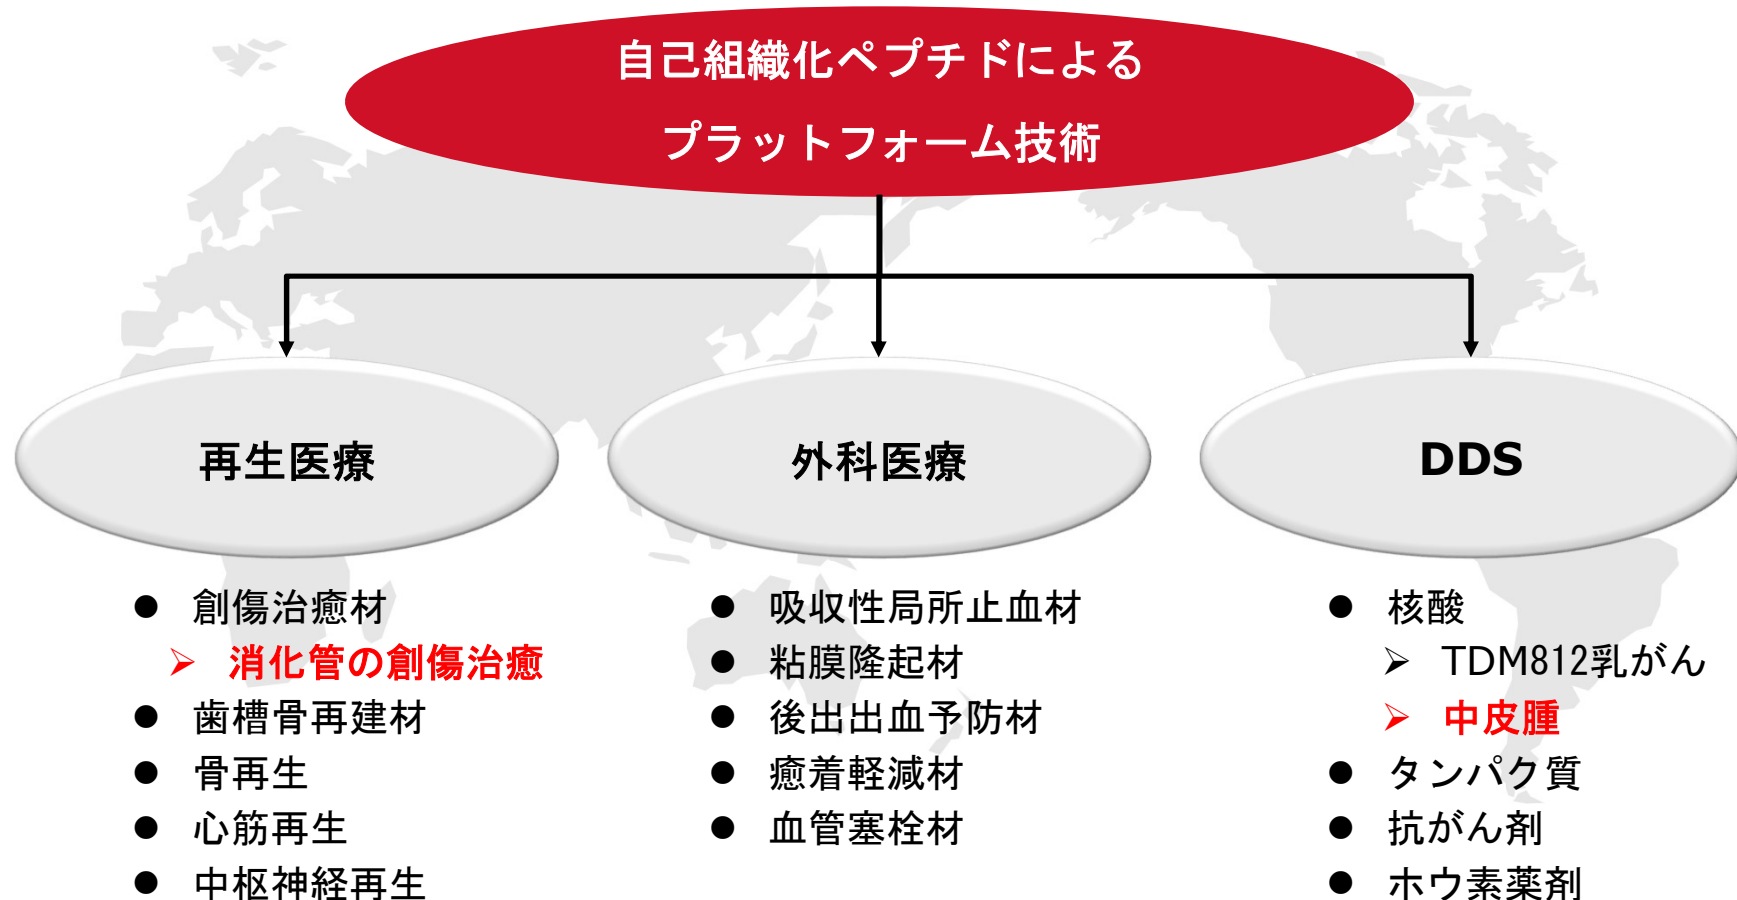 自己組織化ペプチドによる
プラットフォーム技術
再生医療
● 創傷治癒材
➢ 消化管の創傷治癒
● 歯槽骨再建材
● 骨再生
● 心筋再生
● 中枢神経再生
外科医療
● 吸収性局所止血材
● 粘膜隆起材
● 後出出血予防材
● 癒着軽減材
● 血管塞栓材
DDS
● 核酸
➢ TDM812乳がん
➢ 中皮腫
● タンパク質
● 抗がん剤
● ホウ素薬剤